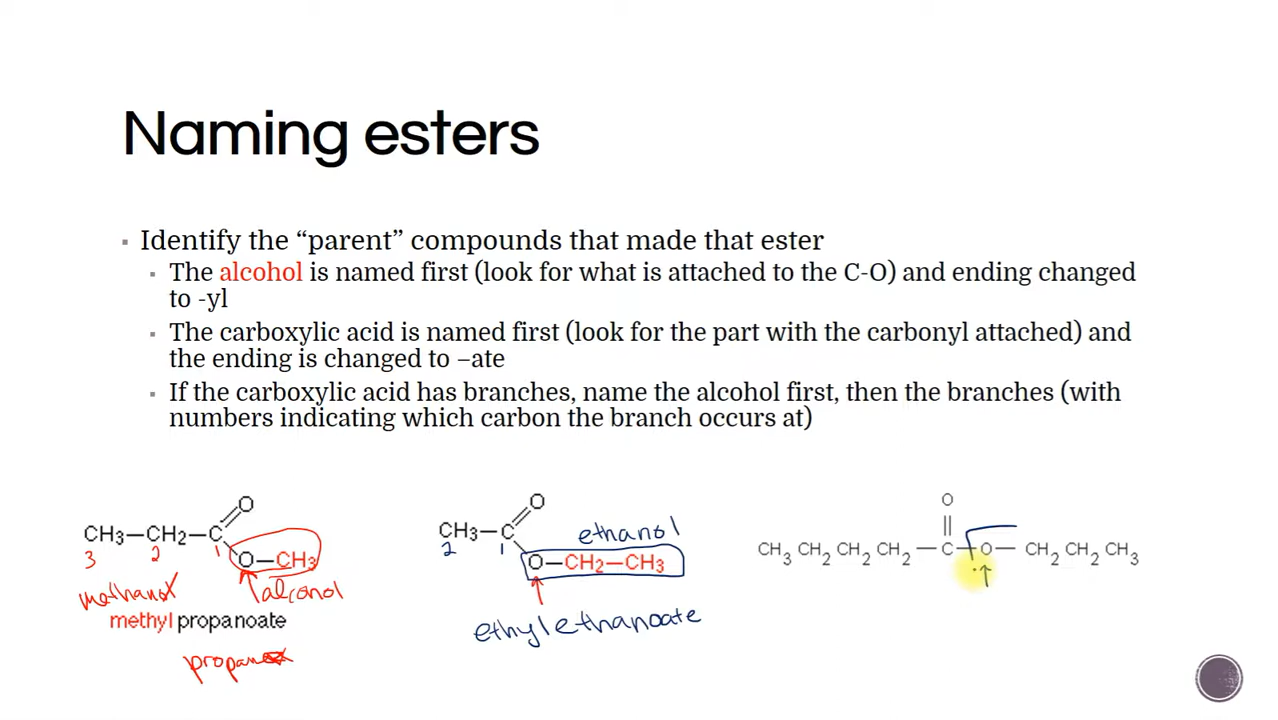 Naming esters
▪ Identify the “parent” compounds that made that ester
▪ The alcohol is named first (look for what is attached to the C-O) and ending changed
to -yl
▪ The carboxylic acid is named first (look for the part with the carbonyl attached) and
the ending is changed to –ate
▪ If the carboxylic acid has branches, name the alcohol first, then the branches (with
numbers indicating which carbon the branch occurs at)
O
CH3—CH2—C
O—CH3
3 2 1
methanol
alcohol
methyl propanoate
propan
O
CH3—C
2 1
ethanol
O—CH2—CH3
ethyl ethanoate
O
CH3 CH2 CH2 CH2 — C — O — CH2 CH2 CH3